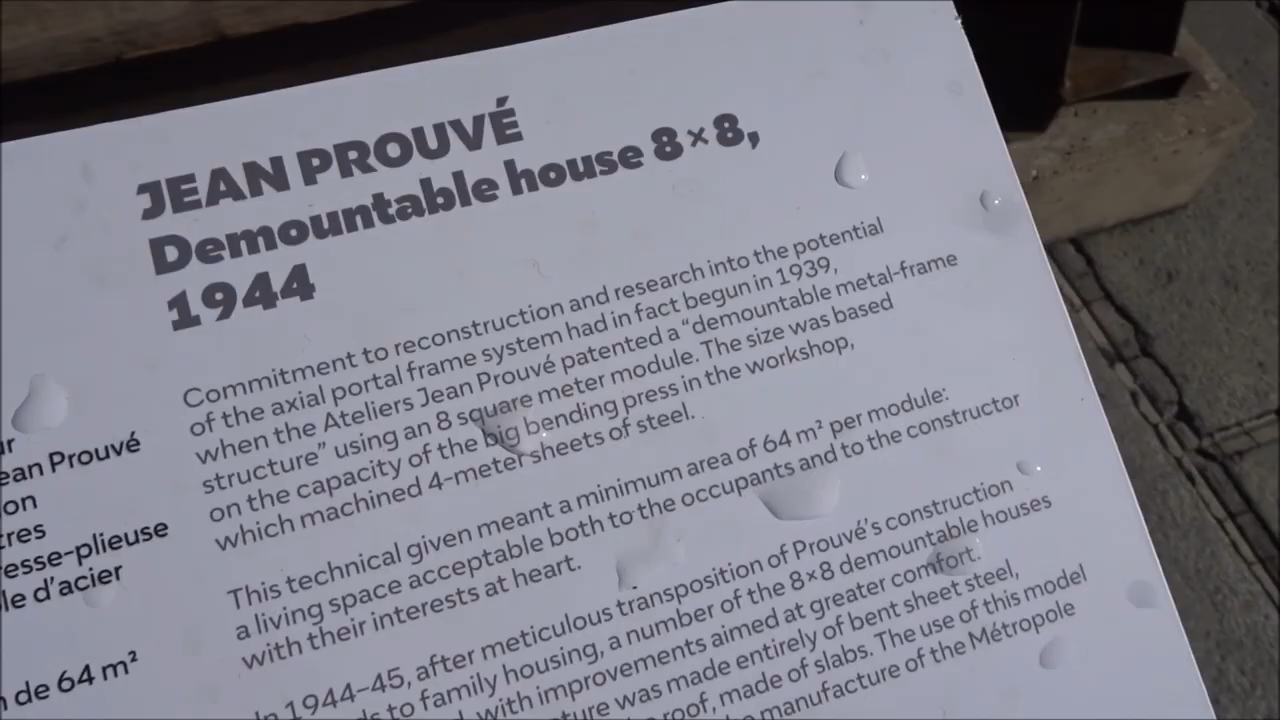 JEAN PROUVÉ
Demountable house 8×8,
1944
Commitment to reconstruction and research into the potential
of the axial portal frame system had in fact begun in 1939,
when the Ateliers Jean Prouvé patented a “demountable metal-frame
structure” using an 8 square meter module. The size was based
on the capacity of the big bending press in the workshop,
which machined 4-meter sheets of steel.
This technical given meant a minimum area of 64 m² per module:
a living space acceptable both to the occupants and to the constructor
with their interests at heart.
In 1944–45, after meticulous transposition of Prouvé’s construction
to family housing, a number of the 8×8 demountable houses
with improvements aimed at greater comfort.
was made entirely of bent sheet steel,
roof, made of slabs. The use of this model
manufacture of the Métropole
ean Prouvé
on
tres
esse-plieuse
le d’acier
de 64 m²